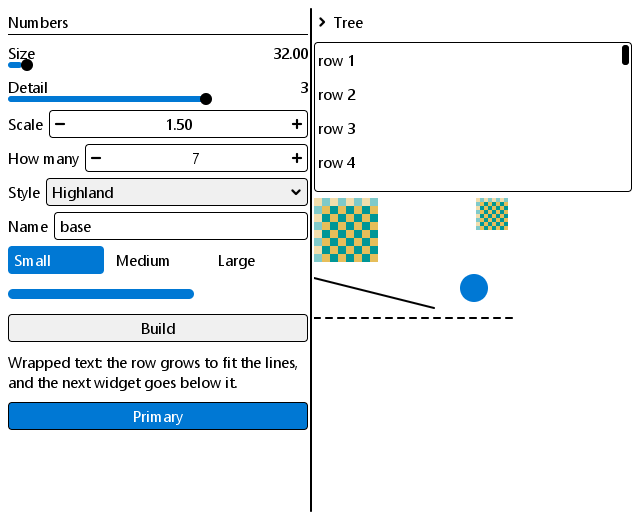 Numbers
Size 32.00
Detail 3
Scale − 1.50 +
How many − 7 +
Style Highland
Name base
Small Medium Large
Build
Wrapped text: the row grows to fit the lines,
and the next widget goes below it.
Primary
Tree
row 1
row 2
row 3
row 4